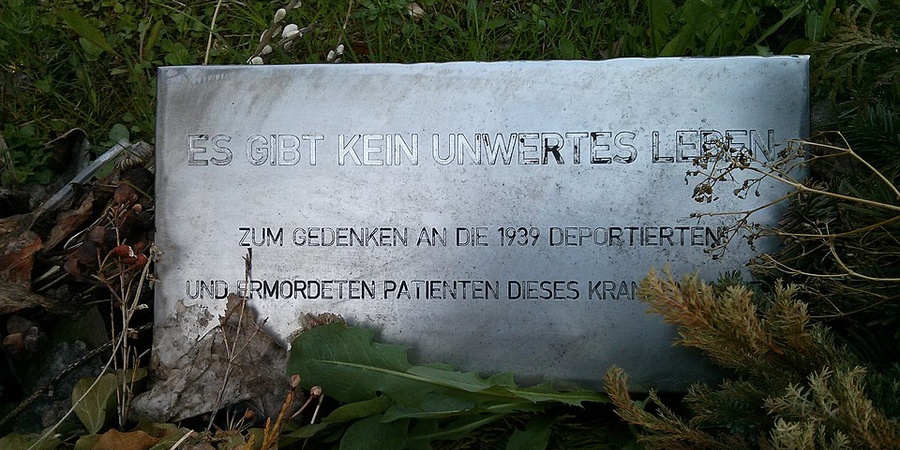 ES GIBT KEIN UNWERTES LEBEN
ZUM GEDENKEN AN DIE 1939 DEPORTIERTEN
UND ERMORDETEN PATIENTEN DIESES